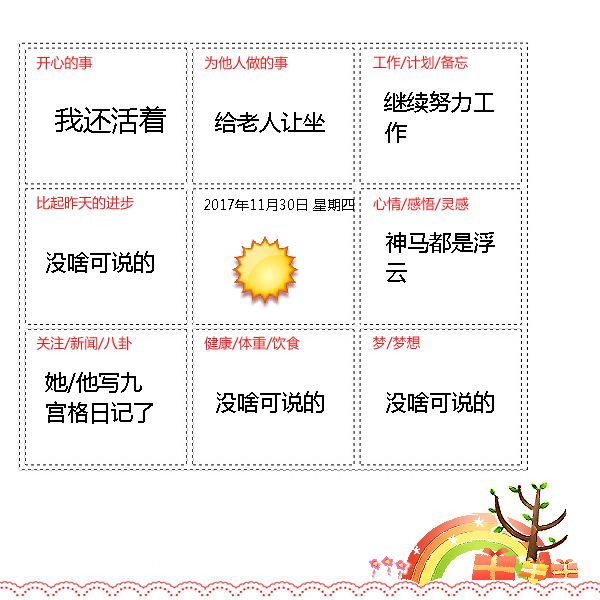 开心的事
我还活着
为他人做的事
给老人让坐
工作/计划/备忘
继续努力工
作
比起昨天的进步
没啥可说的
2017年11月30日 星期四
心情/感悟/灵感
神马都是浮
云
关注/新闻/八卦
她/他写九
宫格日记了
健康/体重/饮食
没啥可说的
梦/梦想
没啥可说的